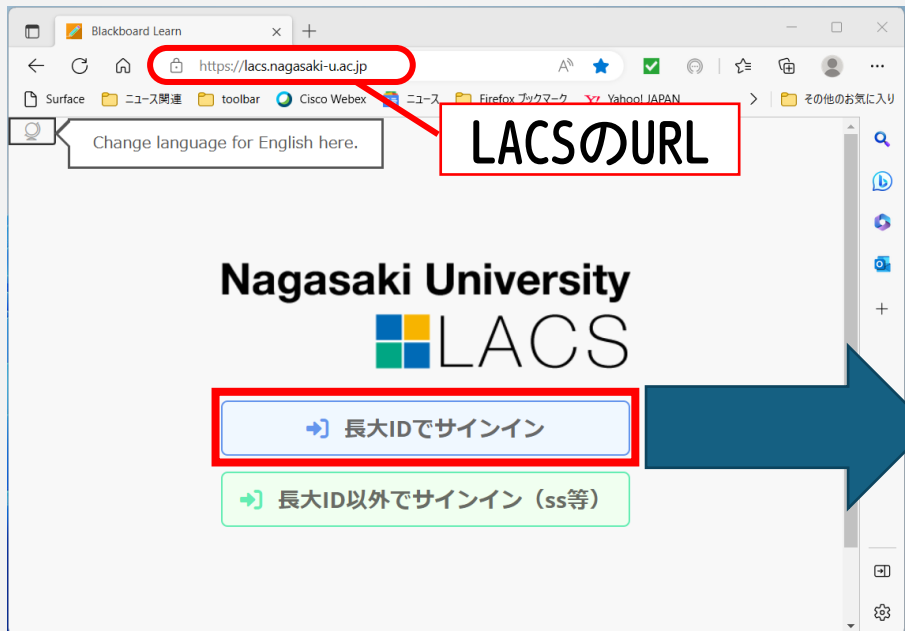 Blackboard Learn
https://lacs.nagasaki-u.ac.jp
Surface ニュース関連 toolbar Cisco Webex ニュース Firefox ブックマーク Yahoo! JAPAN その他のお気に入り
LACSのURL
Change language for English here.
Nagasaki University
LACS
長大IDでサインイン
長大ID以外でサインイン（ss等）